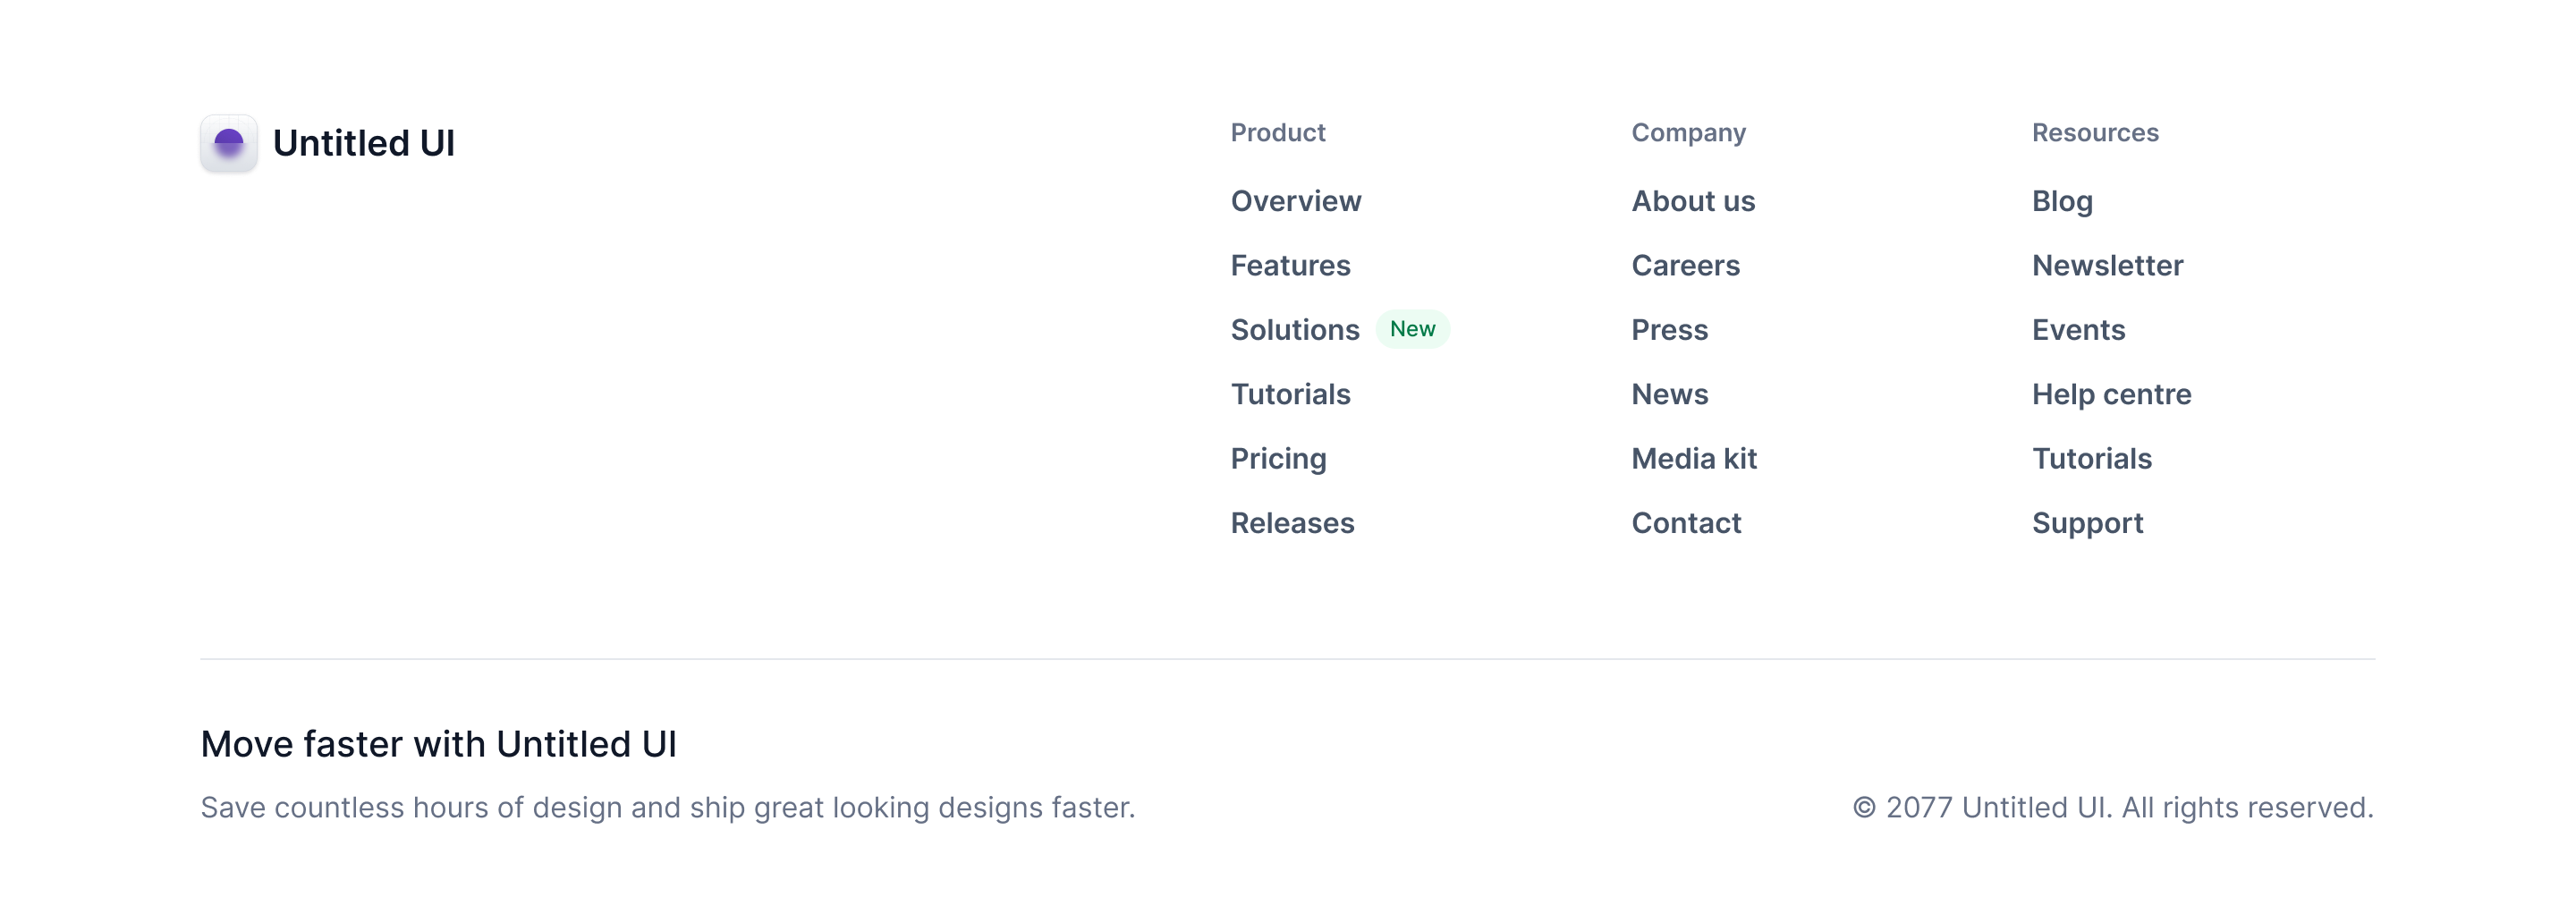 Untitled UI
Product
Overview
Features
Solutions New
Tutorials
Pricing
Releases
Company
About us
Careers
Press
News
Media kit
Contact
Resources
Blog
Newsletter
Events
Help centre
Tutorials
Support
Move faster with Untitled UI
Save countless hours of design and ship great looking designs faster.
© 2077 Untitled UI. All rights reserved.